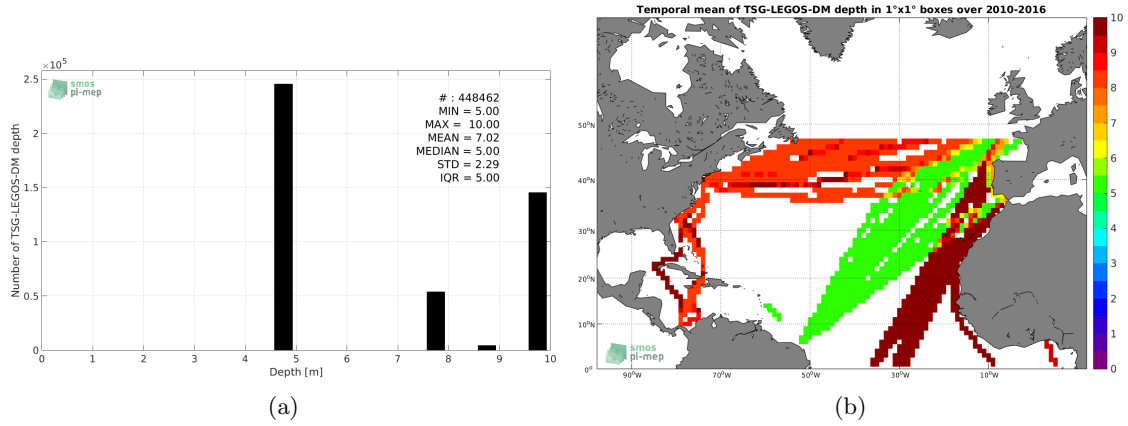 ×10⁵
2.5
2
1.5
1
0.5
0
Number of TSG-LEGOS-DM depth
smos
pi-mep
# : 448462
MIN = 5.00
MAX = 10.00
MEAN = 7.02
MEDIAN = 5.00
STD = 2.29
IQR = 5.00
0 1 2 3 4 5 6 7 8 9 10
Depth [m]
(a)
Temporal mean of TSG-LEGOS-DM depth in 1°x1° boxes over 2010-2016
50°N
40°N
30°N
20°N
10°N
0°
90°W 70°W 50°W 30°W 10°W
smos
pi-mep
10
9
8
7
6
5
4
3
2
1
0
(b)